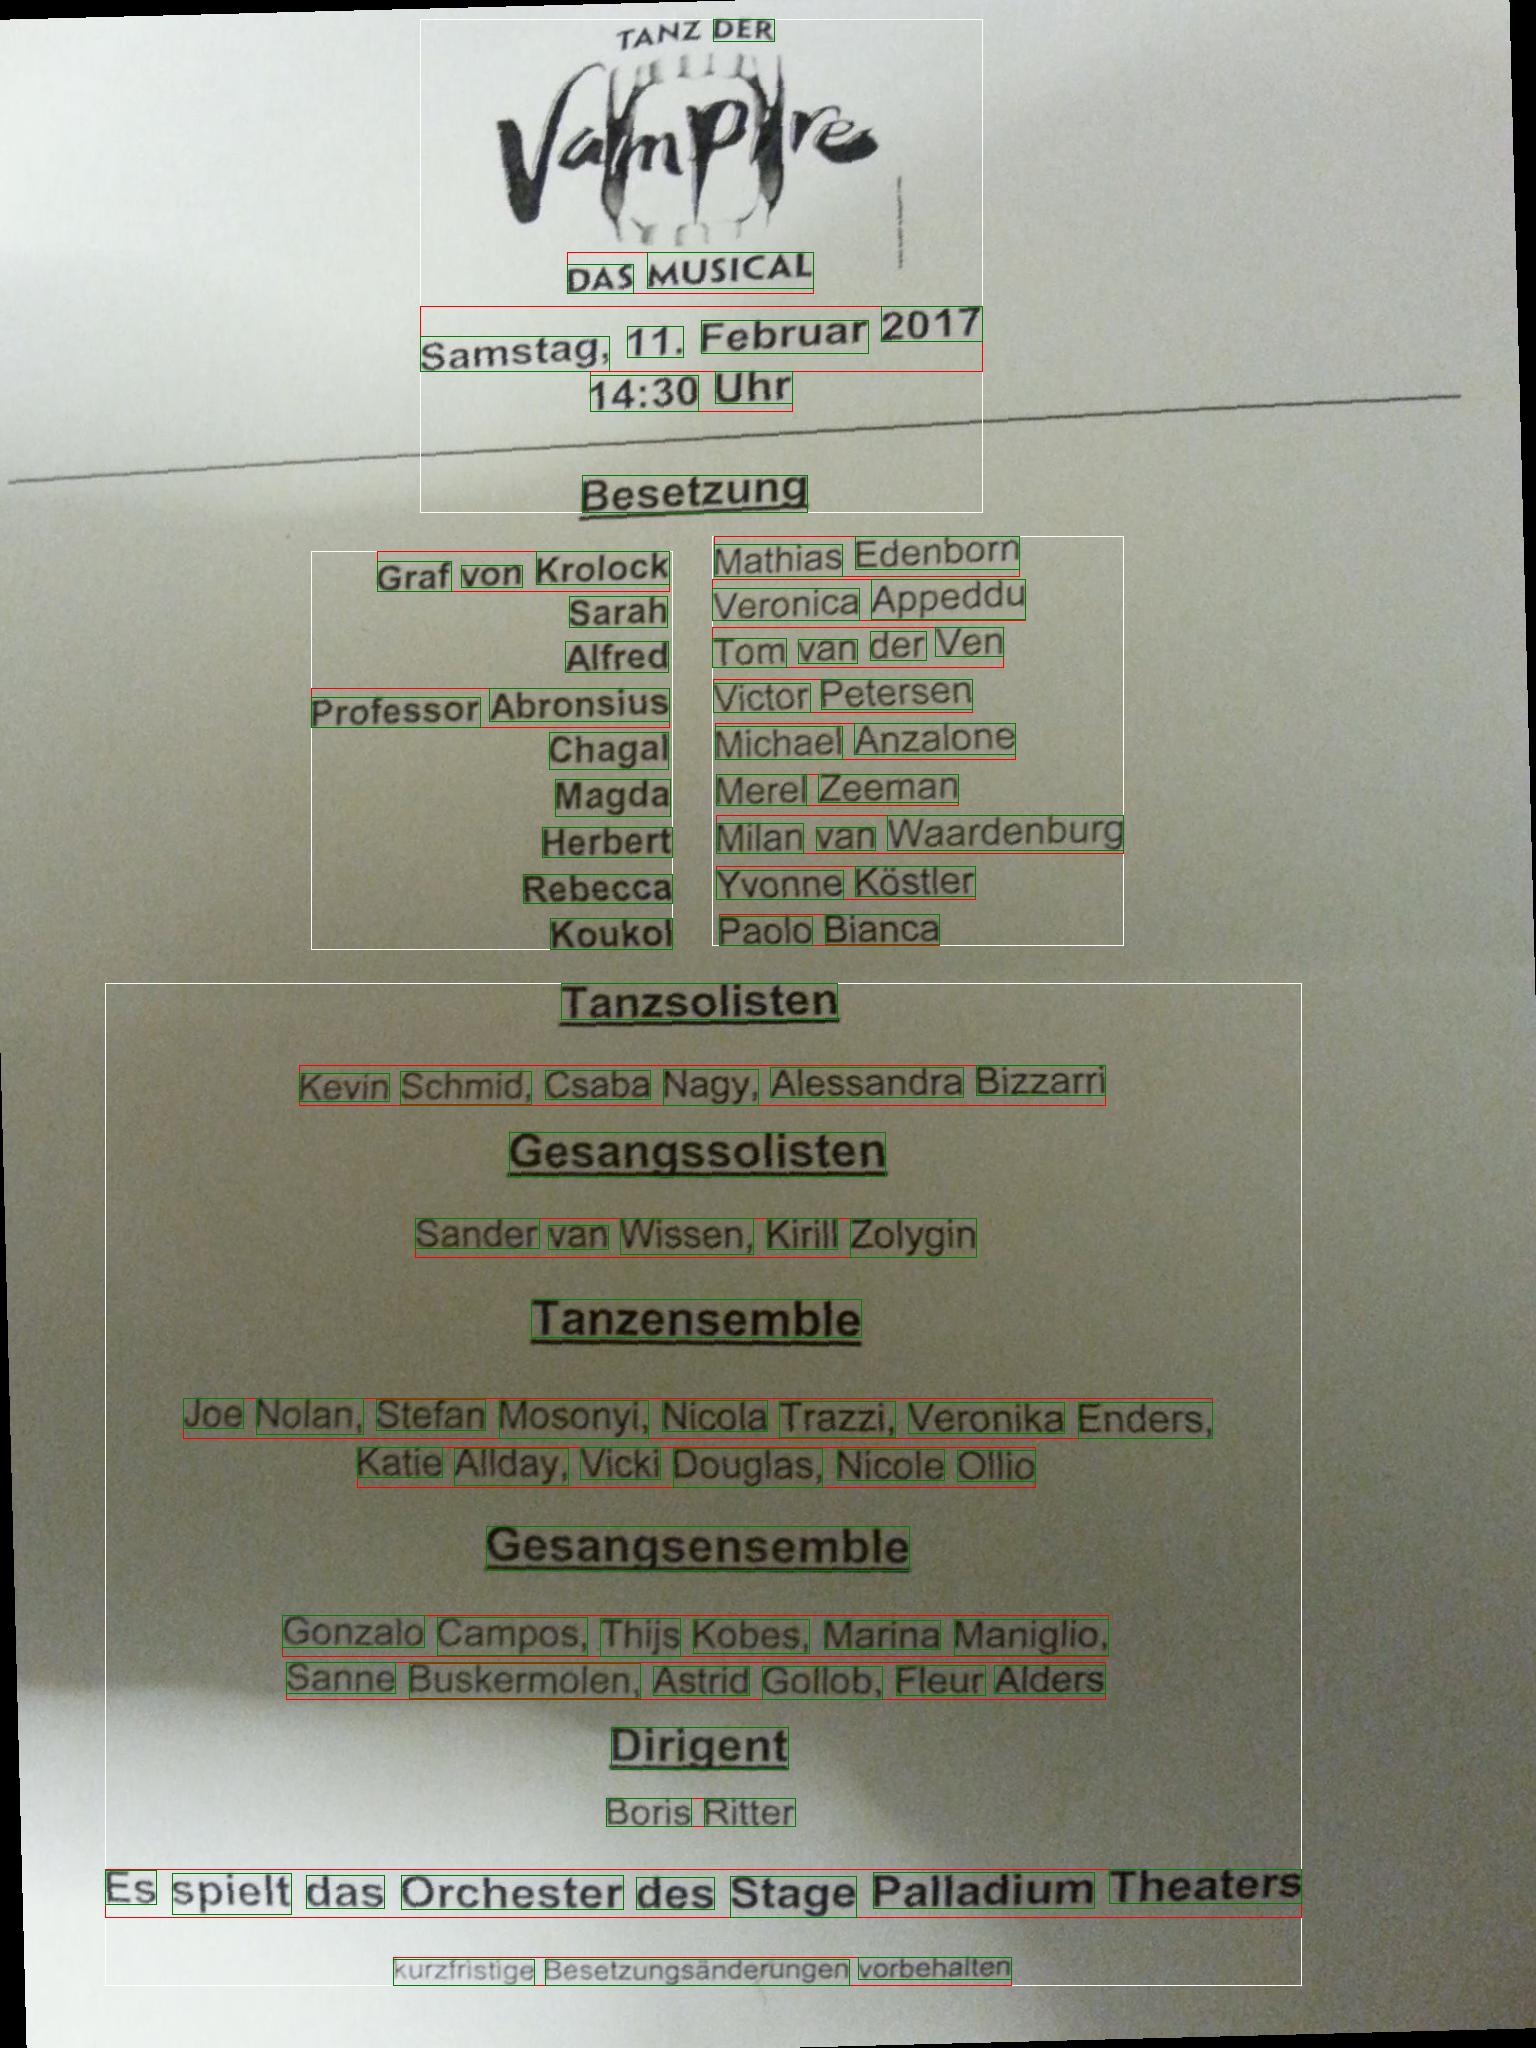 TANZ DER
Vampire
DAS MUSICAL
Samstag, 11. Februar 2017
14:30 Uhr
Besetzung
Graf von Krolock Mathias Edenborn
Sarah Veronica Appeddu
Alfred Tom van der Ven
Professor Abronsius Victor Petersen
Chagal Michael Anzalone
Magda Merel Zeeman
Herbert Milan van Waardenburg
Rebecca Yvonne Köstler
Koukol Paolo Bianca
Tanzsolisten
Kevin Schmid, Csaba Nagy, Alessandra Bizzarri
Gesangssolisten
Sander van Wissen, Kirill Zolygin
Tanzensemble
Joe Nolan, Stefan Mosonyi, Nicola Trazzi, Veronika Enders,
Katie Allday, Vicki Douglas, Nicole Ollio
Gesangsensemble
Gonzalo Campos, Thijs Kobes, Marina Maniglio,
Sanne Buskermolen, Astrid Gollob, Fleur Alders
Dirigent
Boris Ritter
Es spielt das Orchester des Stage Palladium Theaters
kurzfristige Besetzungsänderungen vorbehalten